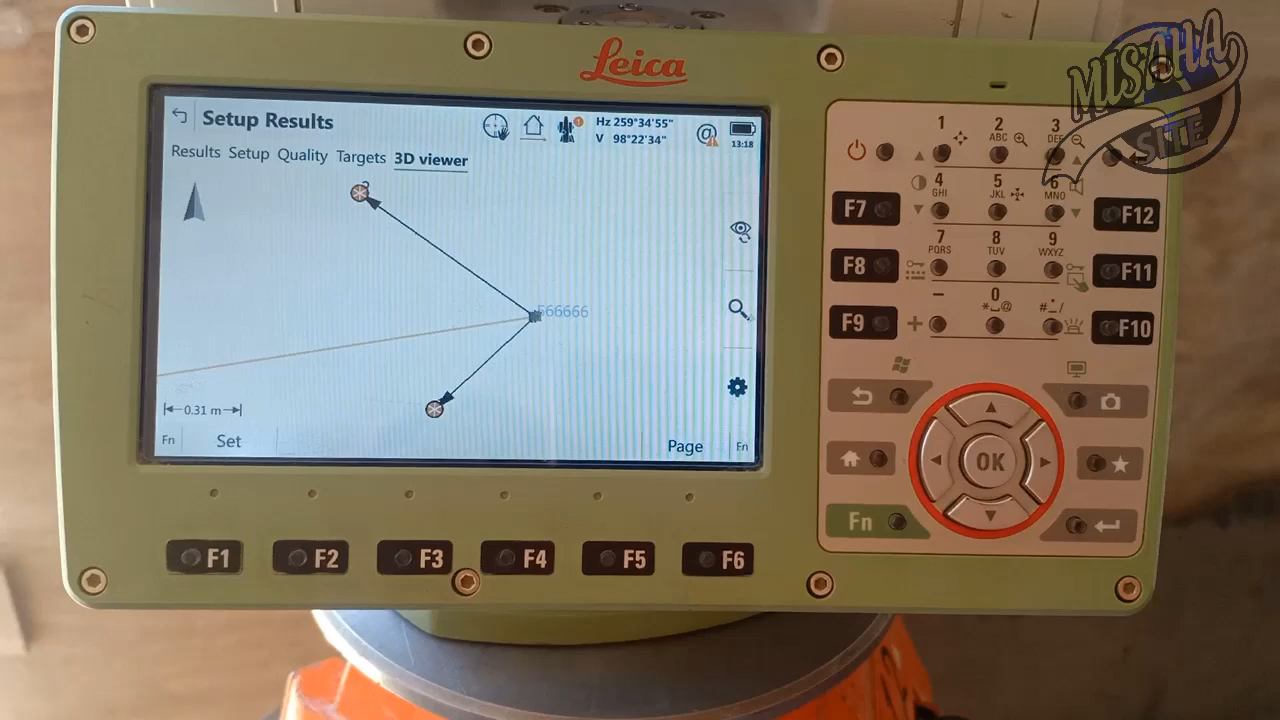 Leica
MISAHA
SITE
Setup Results
Hz 259°34'55"
V 98°22'34"
13:18
Results Setup Quality Targets 3D viewer
666666
0.31 m
Fn Set Page Fn
F1 F2 F3 F4 F5 F6
1 2 3
ABC DEF
4 5 6
GHI JKL MNO
7 8 9
PQRS TUV WXYZ
- 0 .
*␣@ #_/
+
F7 F12
F8 F11
F9 F10
OK
Fn